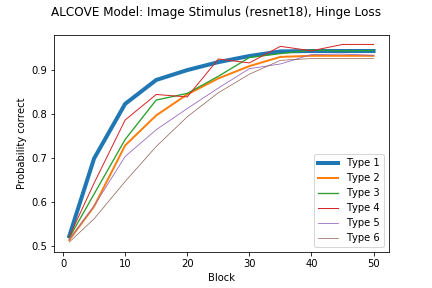 ALCOVE Model: Image Stimulus (resnet18), Hinge Loss
Probability correct
0.9
0.8
0.7
0.6
0.5
Type 1
Type 2
Type 3
Type 4
Type 5
Type 6
0 10 20 30 40 50
Block